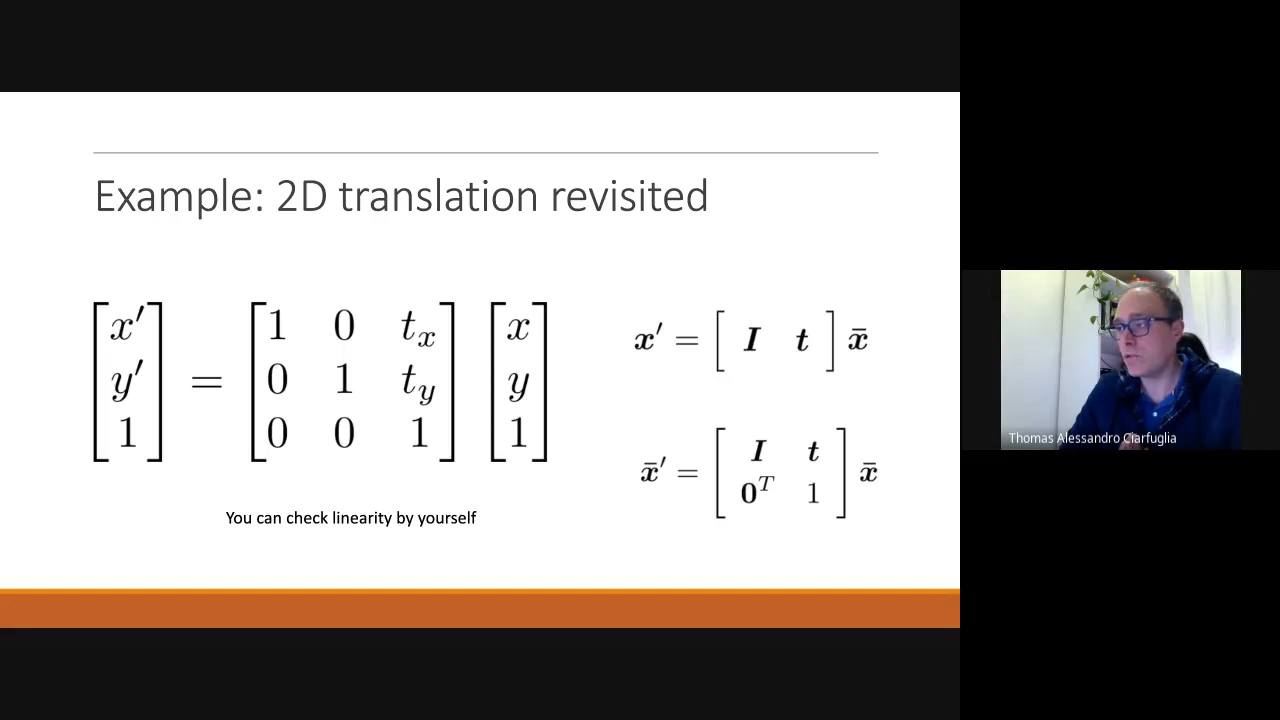 Example: 2D translation revisited
[x' y' 1] = [1 0 t_x; 0 1 t_y; 0 0 1] [x y 1]
x' = [ I t ] x̄
x̄' = [ I t; 0^T 1 ] x̄
You can check linearity by yourself
Thomas Alessandro Ciarfuglia